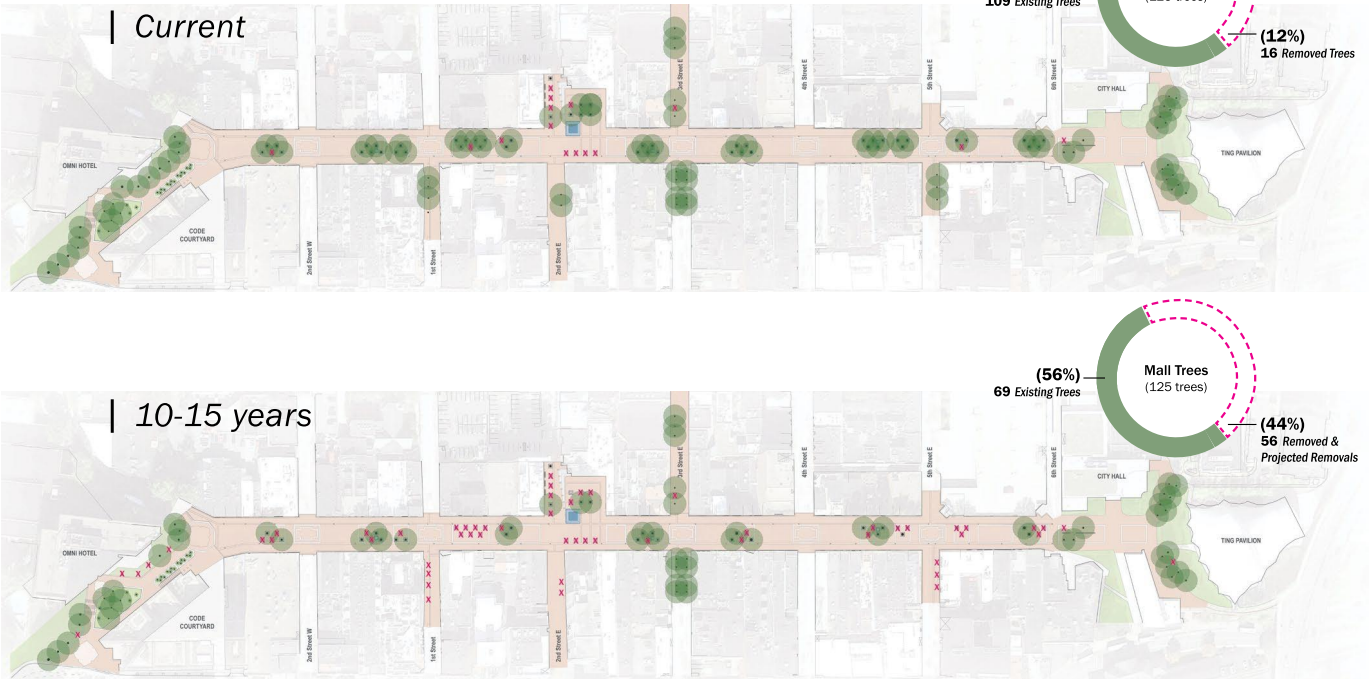 Current
109 Existing Trees
(12%)
16 Removed Trees
OMNI HOTEL
CODE
COURTYARD
2nd Street W
1st Street
2nd Street E
3rd Street E
4th Street E
5th Street E
6th Street E
CITY HALL
TING PAVILION
10-15 years
Mall Trees
(125 trees)
(56%)
69 Existing Trees
(44%)
56 Removed &
Projected Removals
OMNI HOTEL
CODE
COURTYARD
2nd Street W
1st Street
2nd Street E
3rd Street E
4th Street E
5th Street E
6th Street E
CITY HALL
TING PAVILION